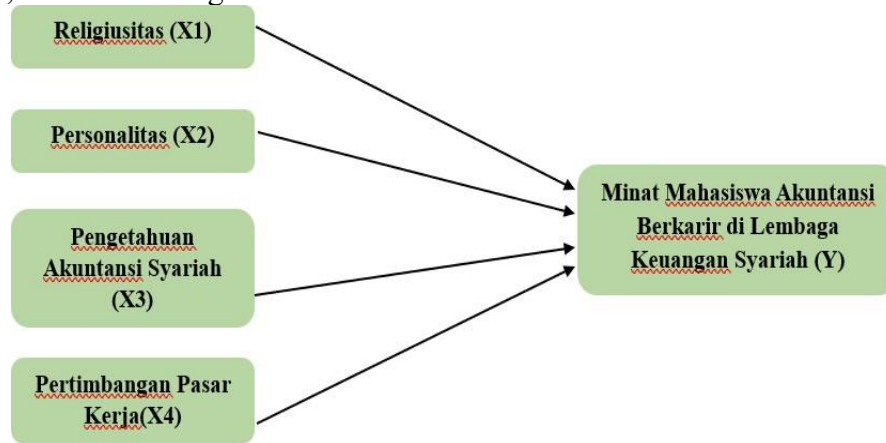 Religiusitas (X1)
Personalitas (X2)
Pengetahuan
Akuntansi Syariah
(X3)
Pertimbangan Pasar
Kerja(X4)
Minat Mahasiswa Akuntansi
Berkarir di Lembaga
Keuangan Syariah (Y)